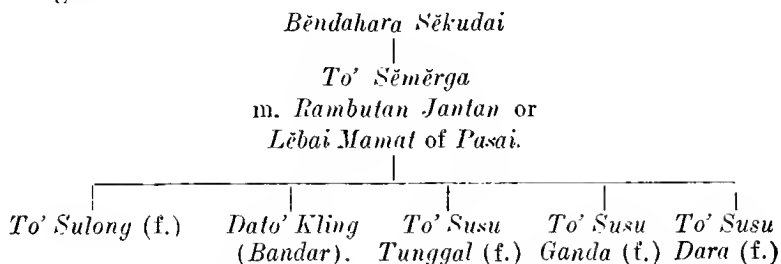 Bĕndahara Sĕkudai
To' Sĕmĕrga
m. Rambutan Jantan or
Lĕbai Mamat of Pasai.
To' Sulong (f.) Dato' Kling To' Susu To' Susu To' Susu
(Bandar). Tunggal (f.) Ganda (f.) Dara (f.)